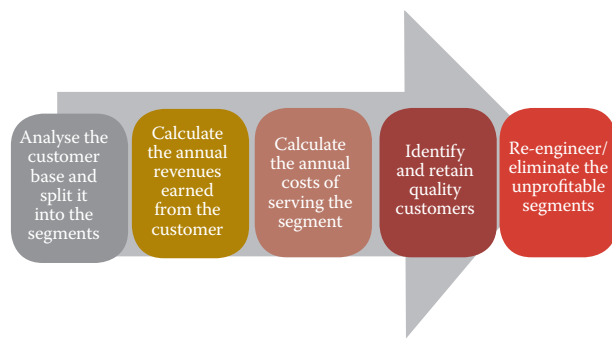 Analyse the
customer
base and
split it
into the
segments
Calculate
the annual
revenues
earned
from the
customer
Calculate
the annual
costs of
serving the
segment
Identify
and retain
quality
customers
Re-engineer/
eliminate the
unprofitable
segments